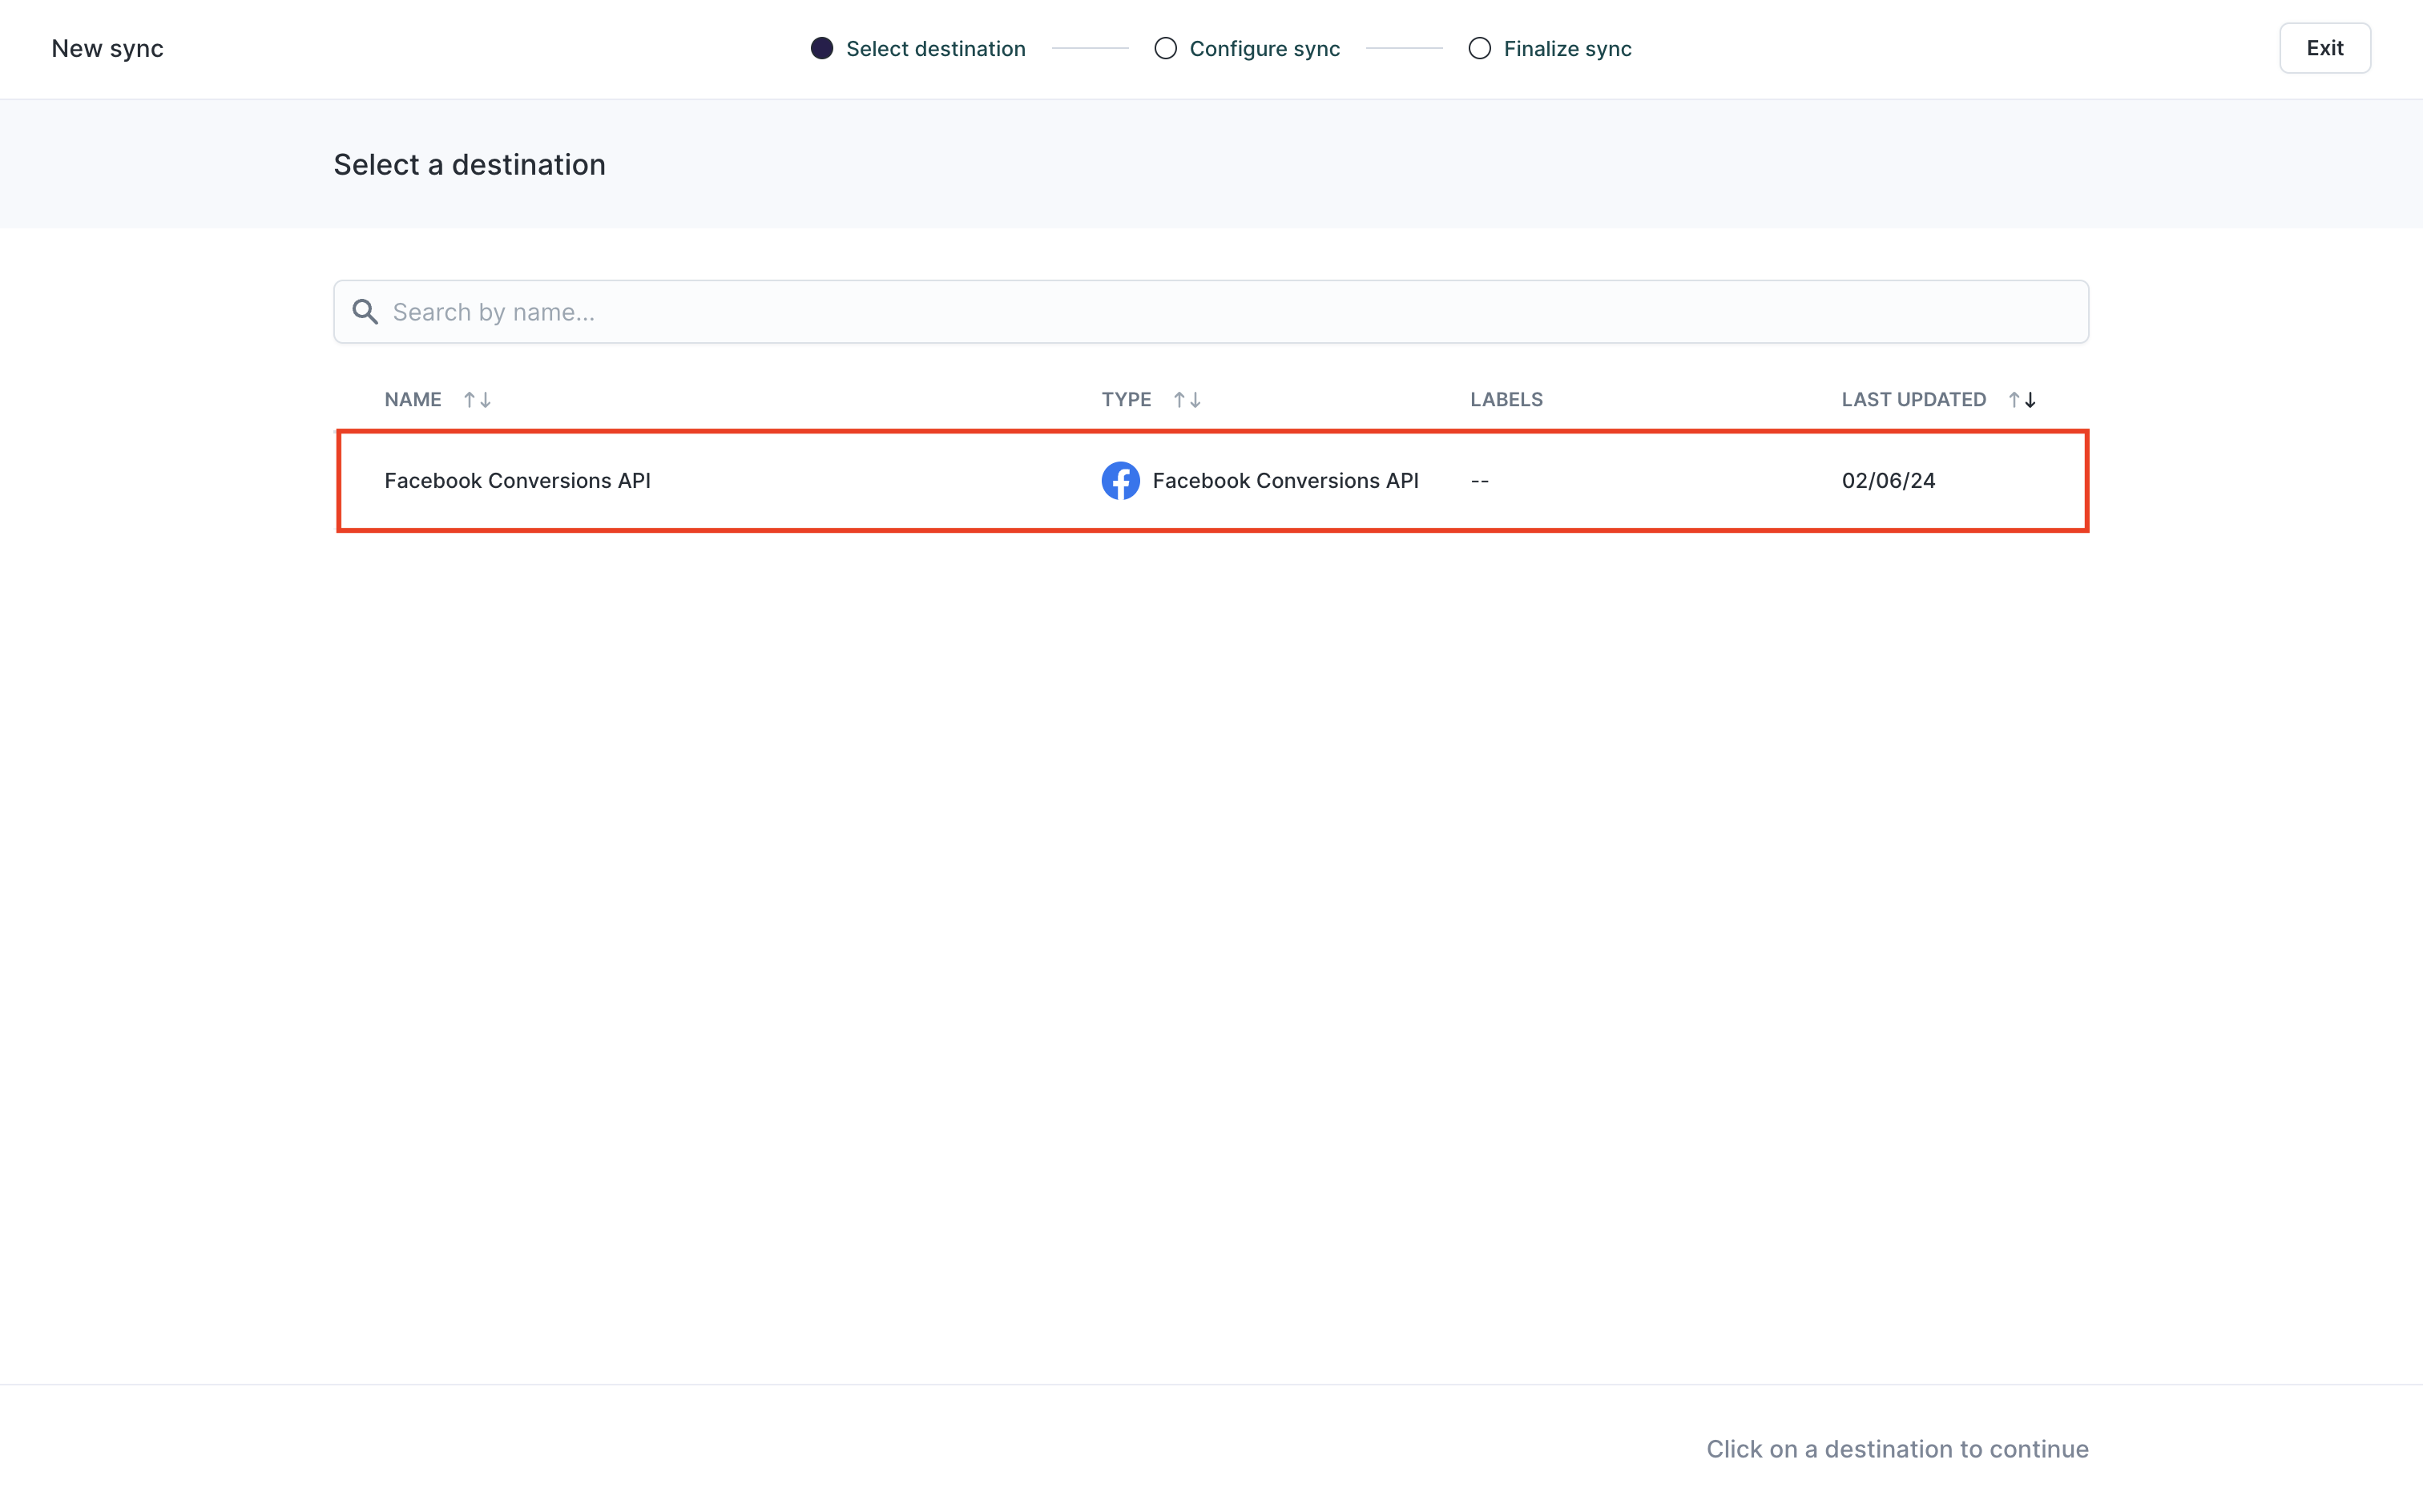 New sync
Select destination
Configure sync
Finalize sync
Exit
Select a destination
Search by name...
NAME ↑↓ TYPE ↑↓ LABELS LAST UPDATED ↑↓
Facebook Conversions API Facebook Conversions API -- 02/06/24
Click on a destination to continue